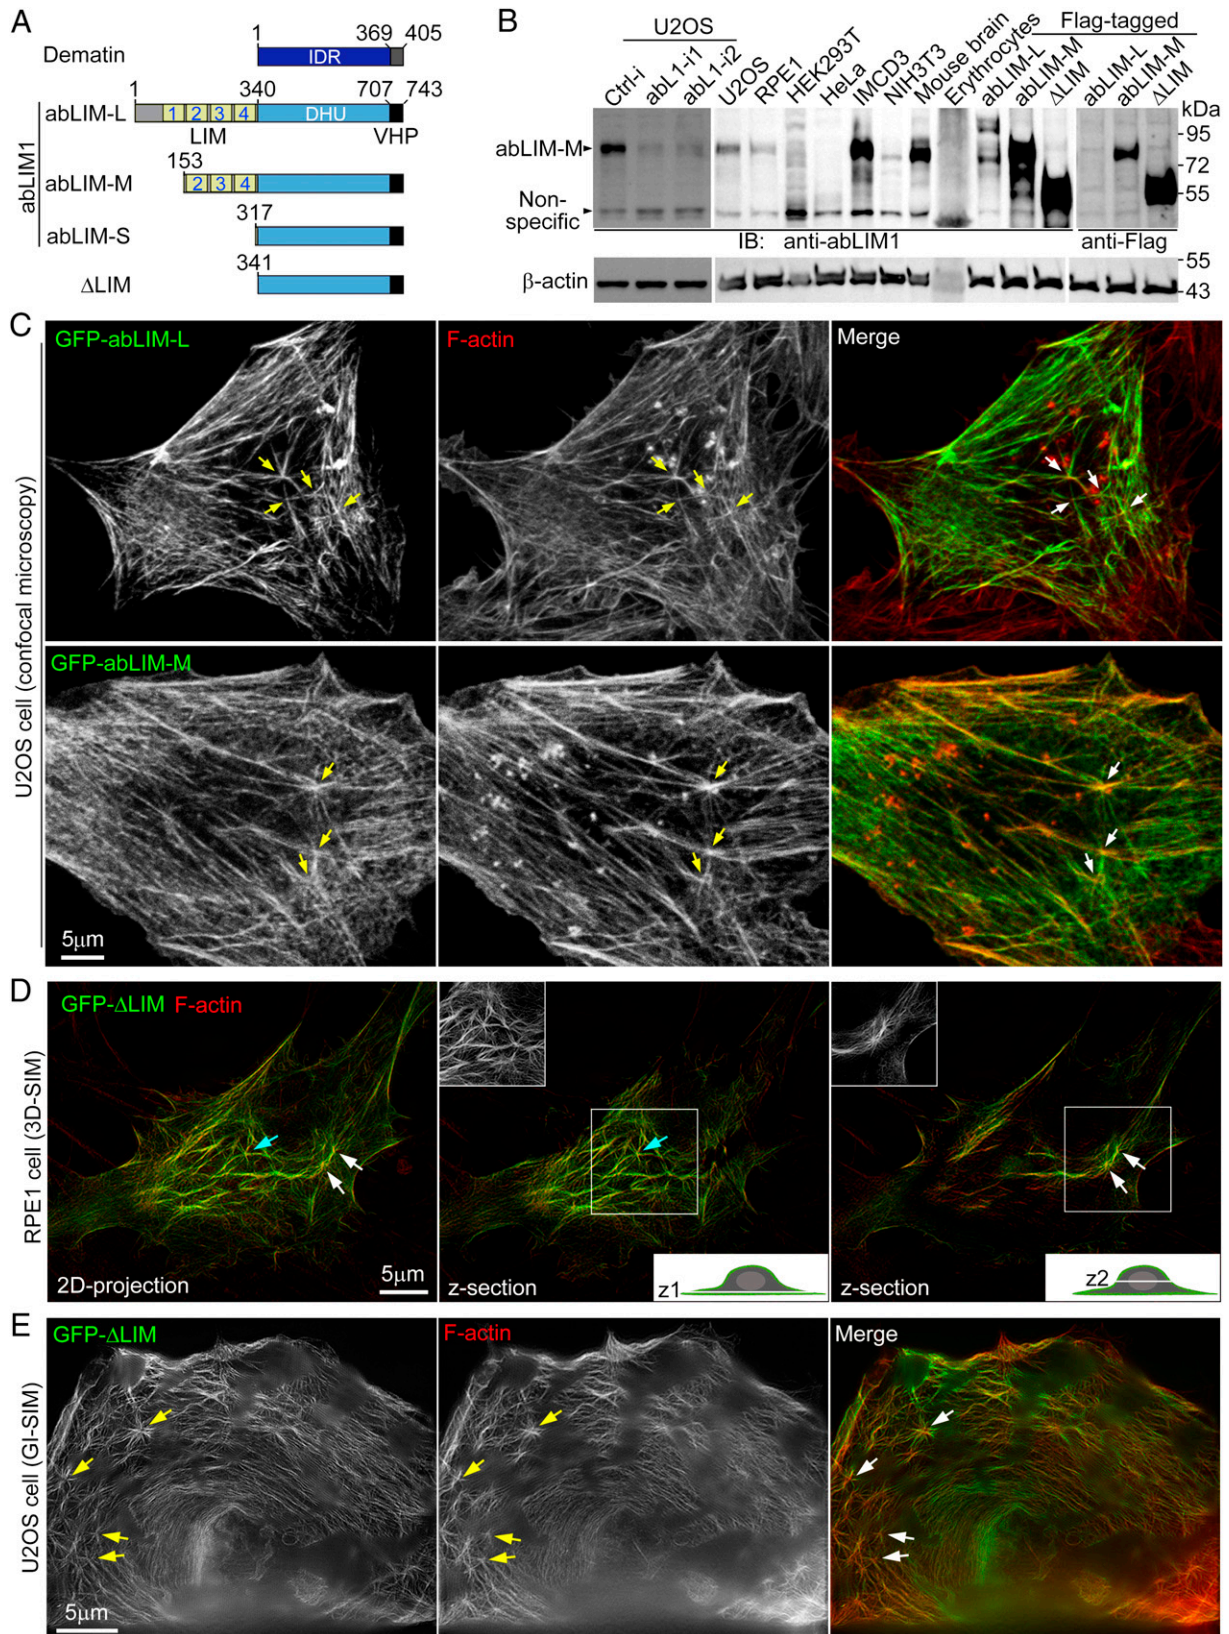 A
1
369
405
Dematin
IDR
1
340
707
743
abLIM-L
1 2 3 4
DHU
LIM
VHP
abLIM1
153
abLIM-M
2 3 4
317
abLIM-S
341
ΔLIM
B
U2OS
Flag-tagged
Ctrl-i
abL1-i1
abL1-i2
U2OS
RPE1
HEK293T
HeLa
IMCD3
NIH3T3
Mouse brain
Erythrocytes
abLIM-L
abLIM-M
ΔLIM
abLIM-L
abLIM-M
ΔLIM
kDa
95
72
55
abLIM-M
Non-
specific
IB: anti-abLIM1
anti-Flag
β-actin
55
43
C
U2OS cell (confocal microscopy)
GFP-abLIM-L
F-actin
Merge
GFP-abLIM-M
5μm
D
RPE1 cell (3D-SIM)
GFP-ΔLIM F-actin
2D-projection
5μm
z-section
z1
z-section
z2
E
U2OS cell (GI-SIM)
GFP-ΔLIM
F-actin
Merge
5μm